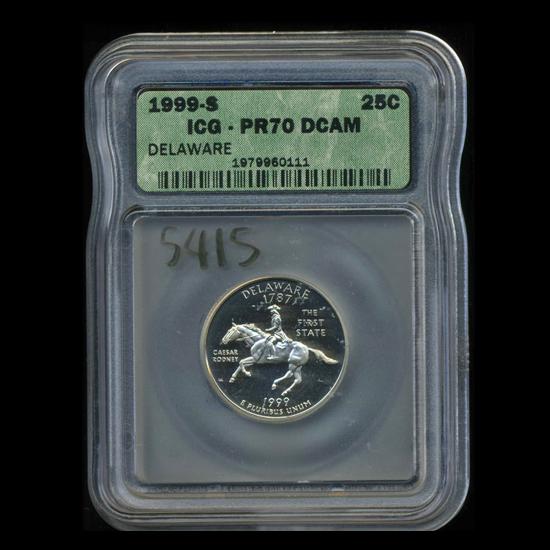 1999-S 25C
ICG - PR70 DCAM
DELAWARE
1979960111
5415
DELAWARE
1787
THE
FIRST
STATE
CAESAR
RODNEY
1999
E PLURIBUS UNUM